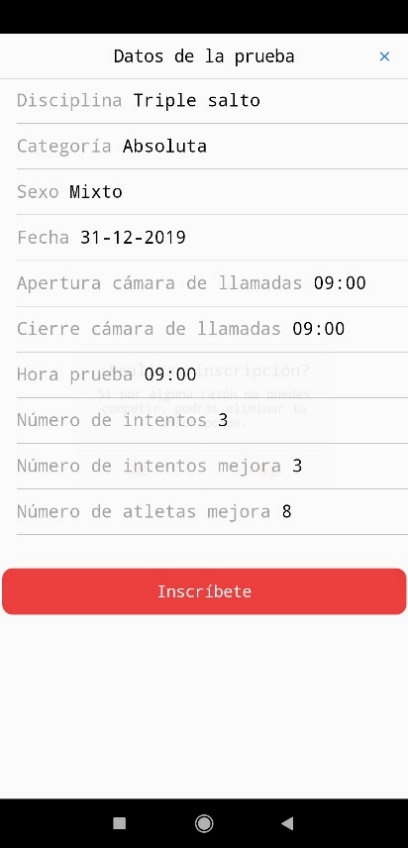 Datos de la prueba ×
Disciplina Triple salto
Categoría Absoluta
Sexo Mixto
Fecha 31-12-2019
Apertura cámara de llamadas 09:00
Cierre cámara de llamadas 09:00
inscripción?
Hora prueba 09:00
Si por alguna razón no puedes
competir, podrás eliminar tu
Número de intentos 3
Número de intentos mejora 3
Número de atletas mejora 8
Inscríbete